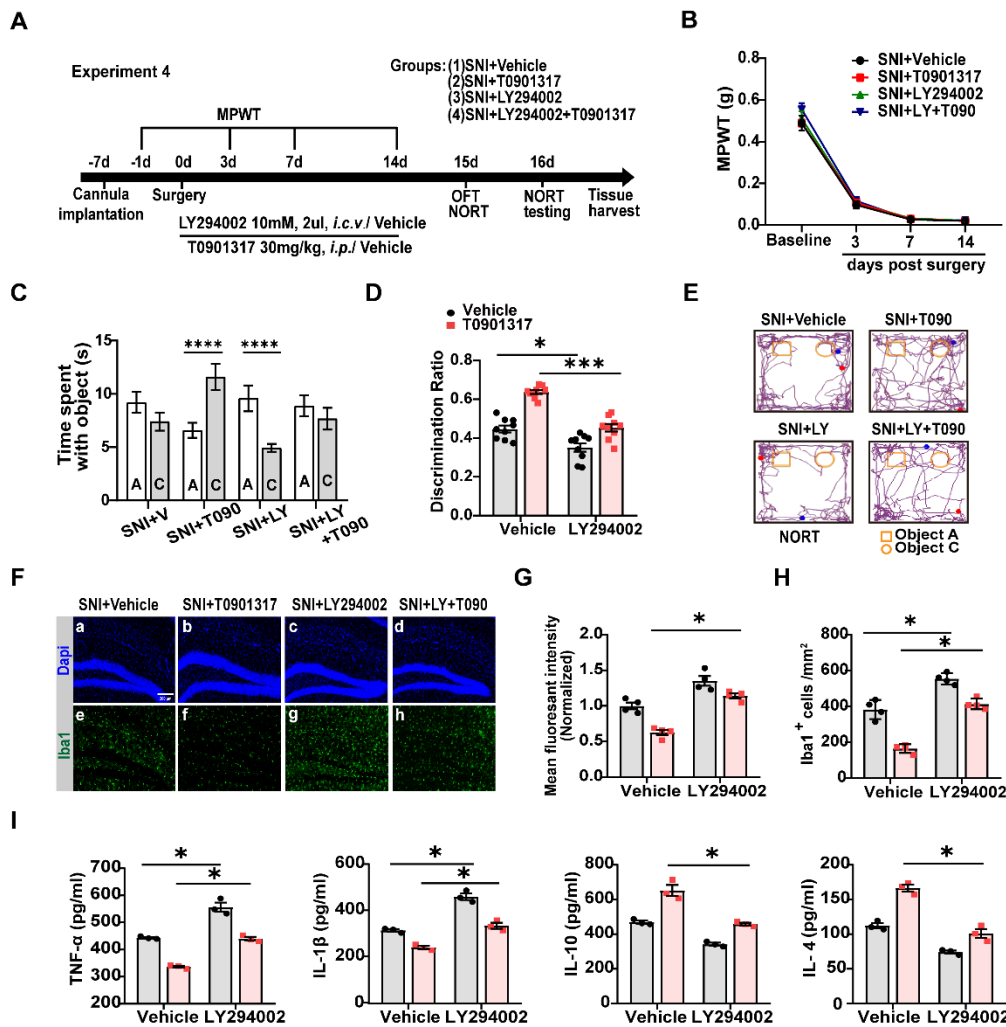 A
Experiment 4
Groups:(1)SNI+Vehicle
(2)SNI+T0901317
(3)SNI+LY294002
(4)SNI+LY294002+T0901317
MPWT
-7d -1d 0d 3d 7d 14d 15d 16d
Cannula implantation
Surgery
OFT NORT
NORT testing
Tissue harvest
LY294002 10mM, 2ul, i.c.v./ Vehicle
T0901317 30mg/kg, i.p./ Vehicle
B
SNI+Vehicle
SNI+T0901317
SNI+LY294002
SNI+LY+T090
MPWT (g)
0.8
0.6
0.4
0.2
0.0
Baseline 3 7 14
days post surgery
C
Time spent with object (s)
15
10
5
0
**** ****
A C A C A C A C
SNI+V SNI+T090 SNI+LY SNI+LY +T090
D
Vehicle
T0901317
Discrimination Ratio
0.8
0.6
0.4
0.2
0.0
*
***
Vehicle LY294002
E
SNI+Vehicle SNI+T090
SNI+LY SNI+LY+T090
NORT
Object A
Object C
F
SNI+Vehicle SNI+T0901317 SNI+LY294002 SNI+LY+T090
Dapi
a b c d
Iba1
e f g h
G
Mean fluoresant intensity (Normalized)
2.0
1.5
1.0
0.5
0.0
*
Vehicle LY294002
H
Iba1 + cells /mm²
800
600
400
200
0
*
*
Vehicle LY294002
I
TNF-α (pg/ml)
700
600
500
400
300
200
*
*
Vehicle LY294002
IL-1β (pg/ml)
600
400
200
0
*
*
Vehicle LY294002
IL-10 (pg/ml)
800
600
400
200
0
*
Vehicle LY294002
IL- 4 (pg/ml)
200
150
100
50
0
*
Vehicle LY294002